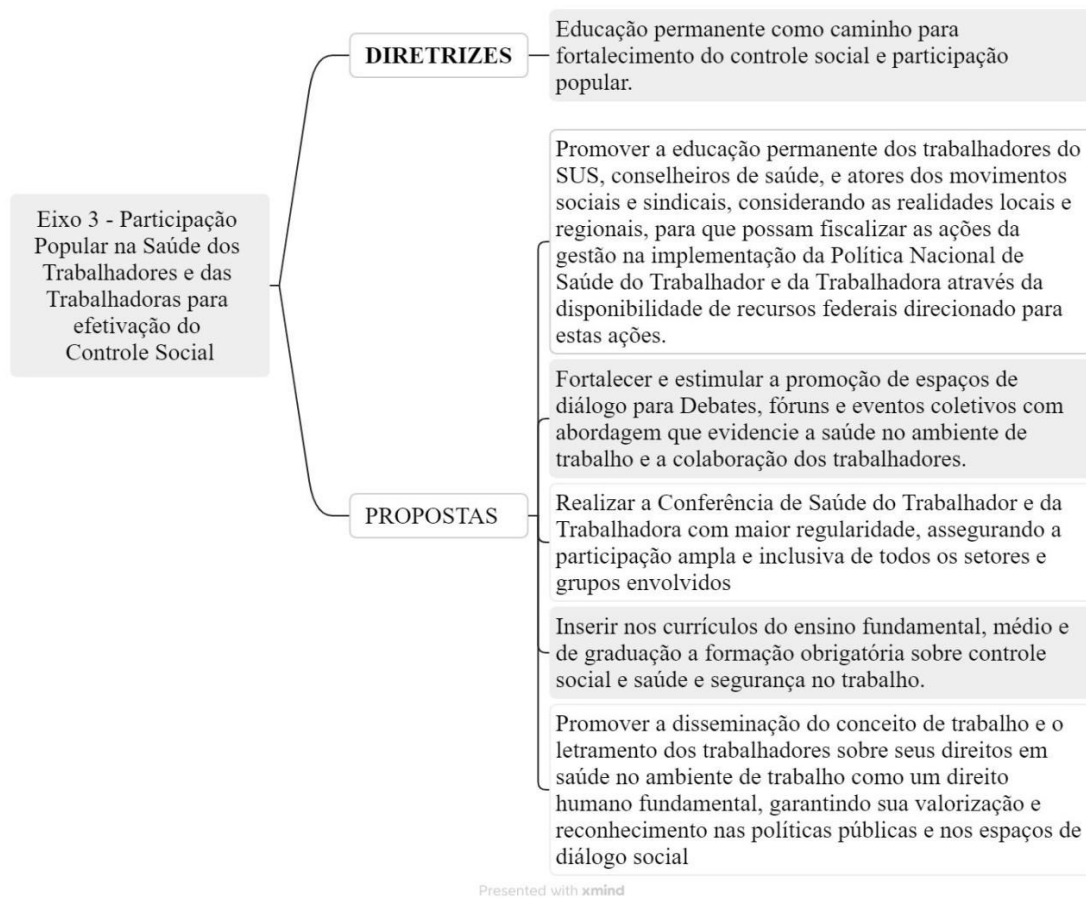 Eixo 3 - Participação
Popular na Saúde dos
Trabalhadores e das
Trabalhadoras para
efetivação do
Controle Social
DIRETRIZES
Educação permanente como caminho para
fortalecimento do controle social e participação
popular.
PROPOSTAS
Promover a educação permanente dos trabalhadores do
SUS, conselheiros de saúde, e atores dos movimentos
sociais e sindicais, considerando as realidades locais e
regionais, para que possam fiscalizar as ações da
gestão na implementação da Política Nacional de
Saúde do Trabalhador e da Trabalhadora através da
disponibilidade de recursos federais direcionado para
estas ações.
Fortalecer e estimular a promoção de espaços de
diálogo para Debates, fóruns e eventos coletivos com
abordagem que evidencie a saúde no ambiente de
trabalho e a colaboração dos trabalhadores.
Realizar a Conferência de Saúde do Trabalhador e da
Trabalhadora com maior regularidade, assegurando a
participação ampla e inclusiva de todos os setores e
grupos envolvidos
Inserir nos currículos do ensino fundamental, médio e
de graduação a formação obrigatória sobre controle
social e saúde e segurança no trabalho.
Promover a disseminação do conceito de trabalho e o
letramento dos trabalhadores sobre seus direitos em
saúde no ambiente de trabalho como um direito
humano fundamental, garantindo sua valorização e
reconhecimento nas políticas públicas e nos espaços de
diálogo social
Presented with xmind